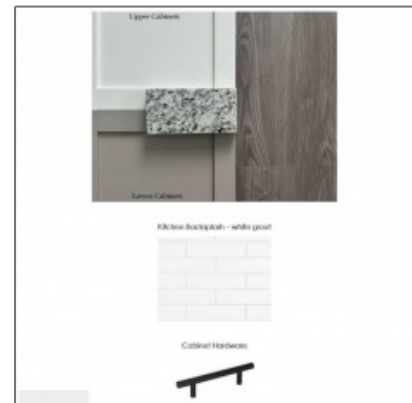 Upper Cabinets
Lower Cabinets
Kitchen Backsplash - white grout
Cabinet Hardware